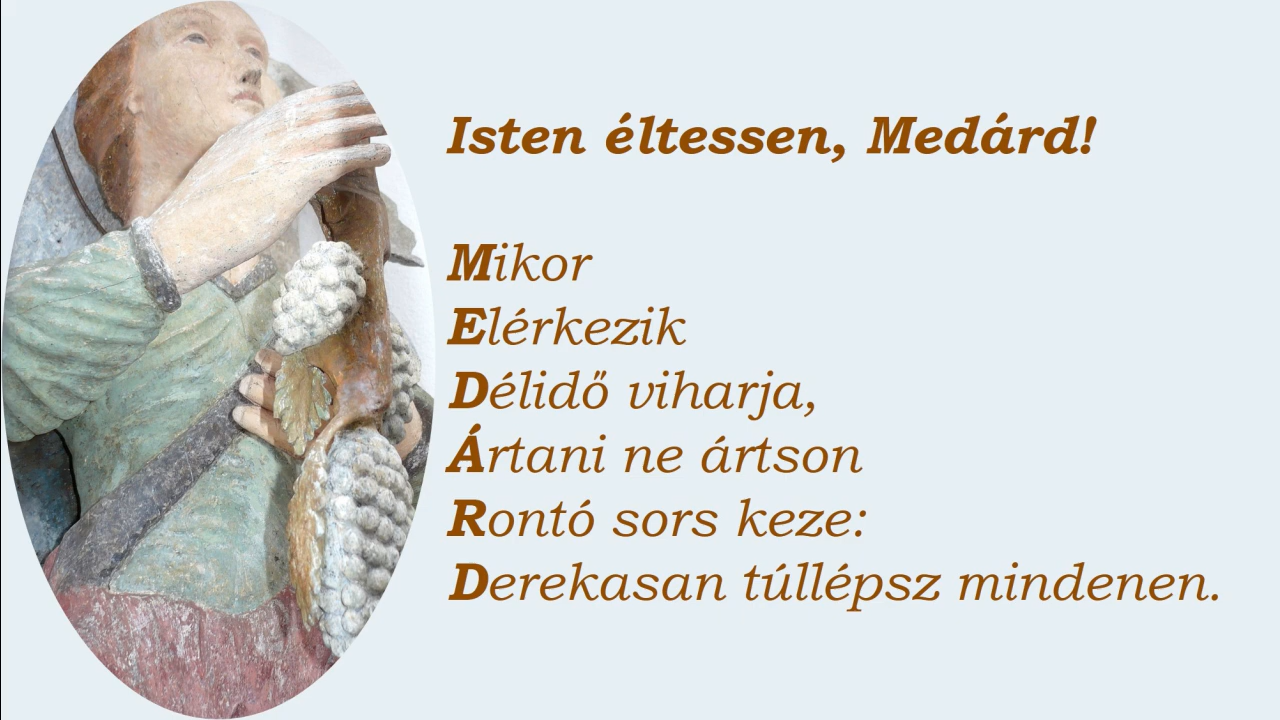 Isten éltessen, Medárd!
Mikor
Elérkezik
Délidő viharja,
Ártani ne ártson
Rontó sors keze:
Derekasan túllépsz mindenen.